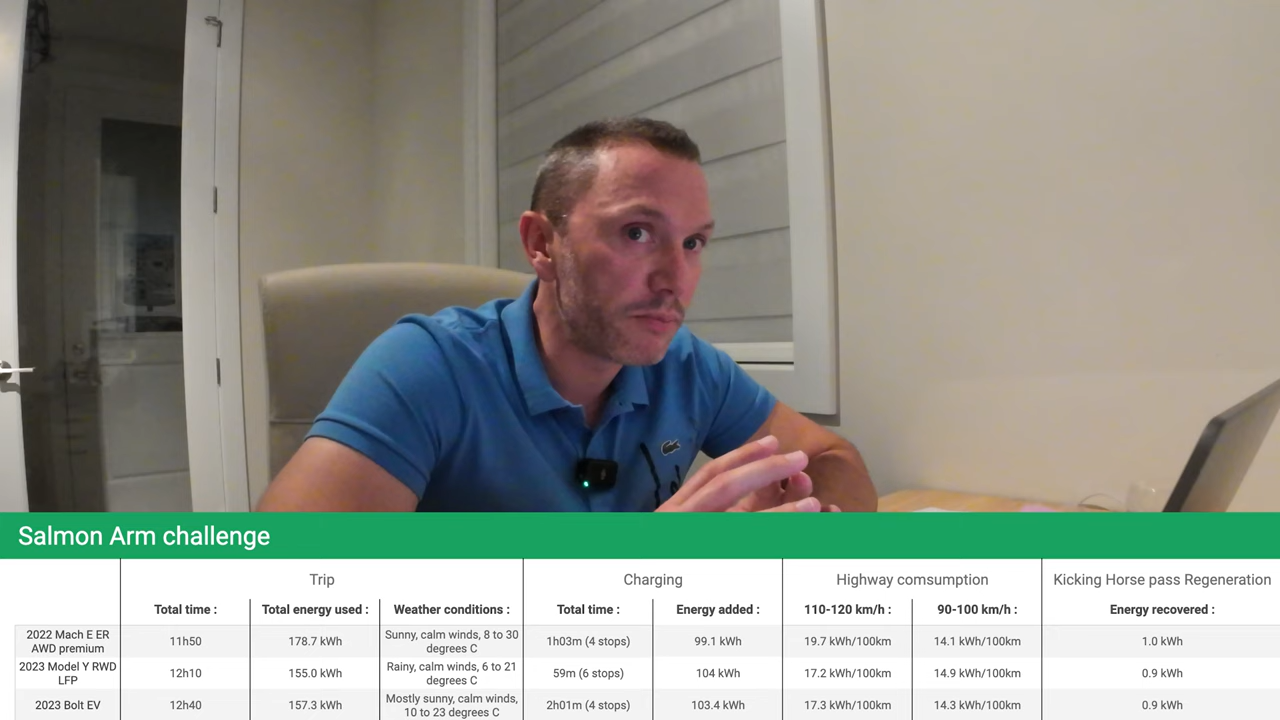 Salmon Arm challenge
Trip Charging Highway comsumption Kicking Horse pass Regeneration
Total time : Total energy used : Weather conditions : Total time : Energy added : 110-120 km/h : 90-100 km/h : Energy recovered :
2022 Mach E ER AWD premium 11h50 178.7 kWh Sunny, calm winds, 8 to 30 degrees C 1h03m (4 stops) 99.1 kWh 19.7 kWh/100km 14.1 kWh/100km 1.0 kWh
2023 Model Y RWD LFP 12h10 155.0 kWh Rainy, calm winds, 6 to 21 degrees C 59m (6 stops) 104 kWh 17.2 kWh/100km 14.9 kWh/100km 0.9 kWh
2023 Bolt EV 12h40 157.3 kWh Mostly sunny, calm winds, 10 to 23 degrees C 2h01m (4 stops) 103.4 kWh 17.3 kWh/100km 14.3 kWh/100km 0.9 kWh